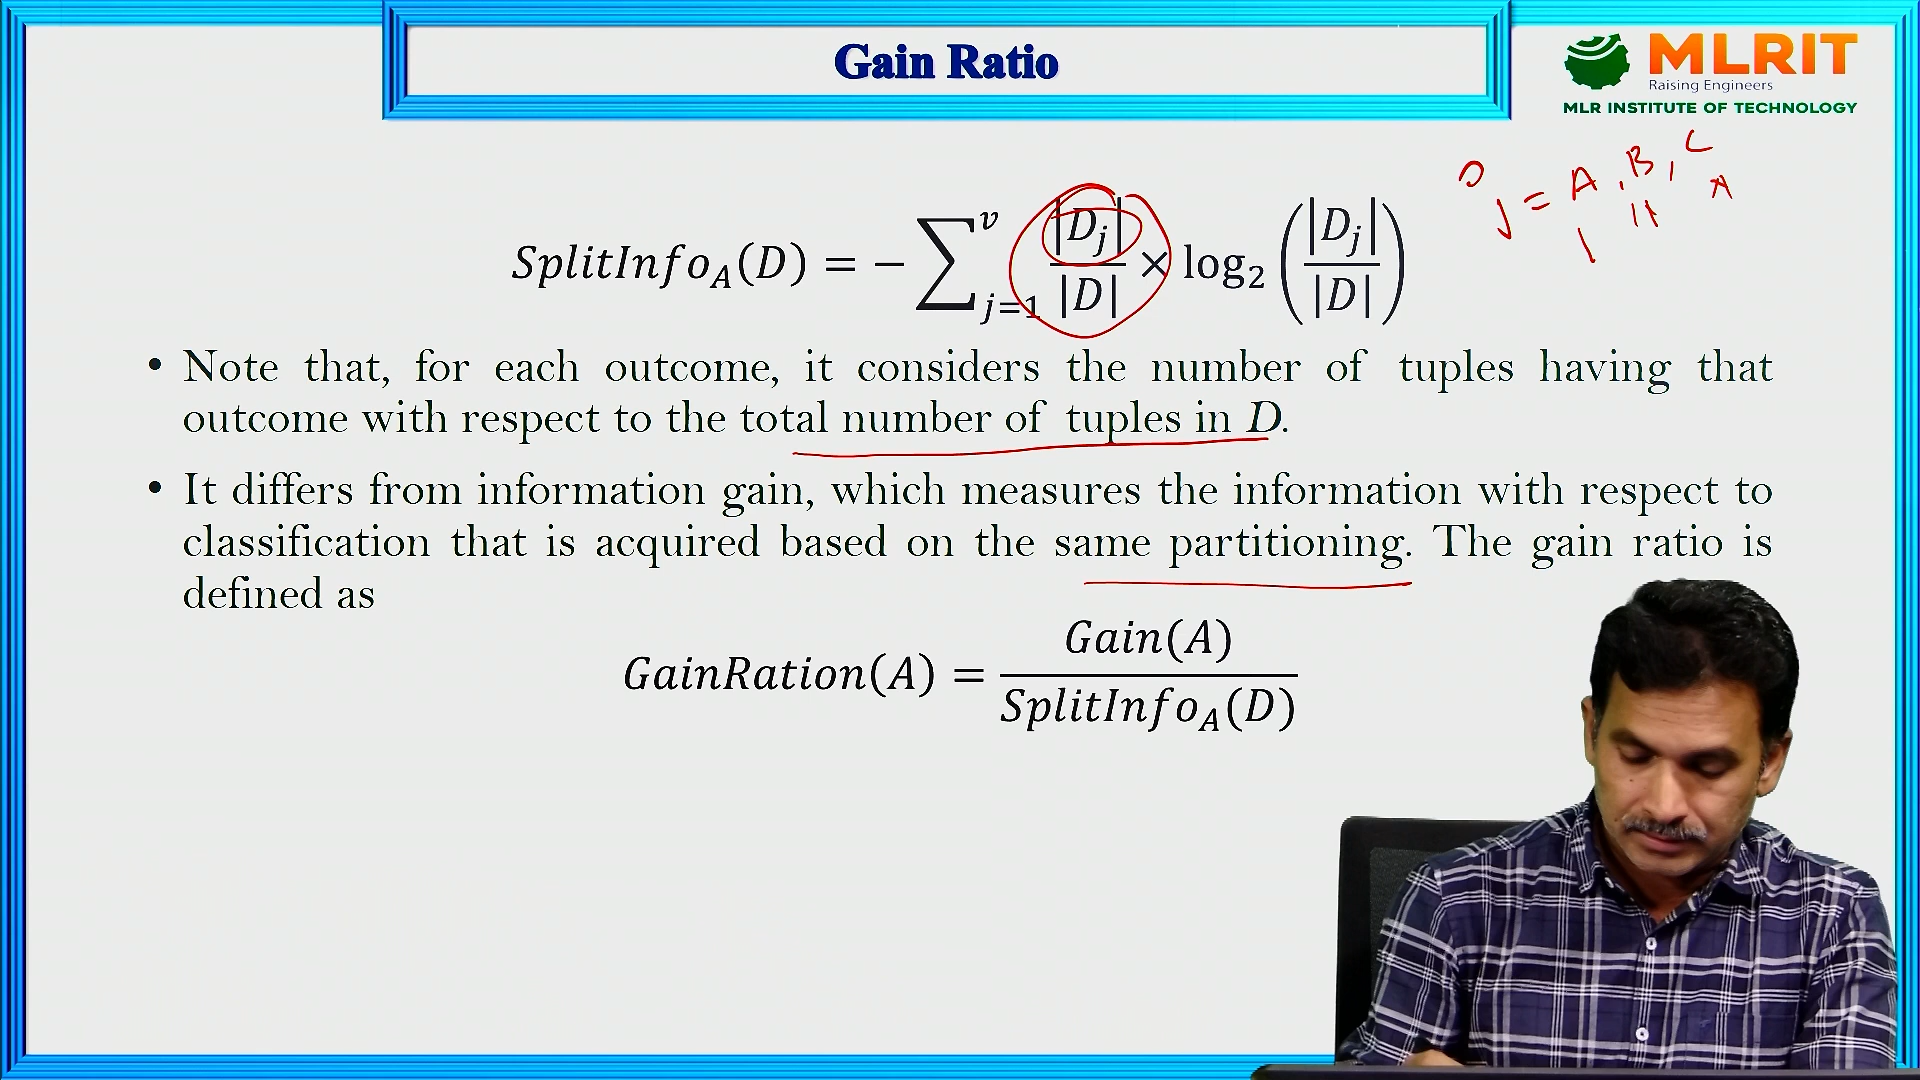 Gain Ratio
MLRIT
Raising Engineers
MLR INSTITUTE OF TECHNOLOGY
j = A, B, C
SplitInfo_A(D) = − ∑_{j=1}^{v} |D_j|/|D| × log_2(|D_j|/|D|)
• Note that, for each outcome, it considers the number of tuples having that
outcome with respect to the total number of tuples in D.
• It differs from information gain, which measures the information with respect to
classification that is acquired based on the same partitioning. The gain ratio is
defined as
GainRation(A) = Gain(A)/SplitInfo_A(D)